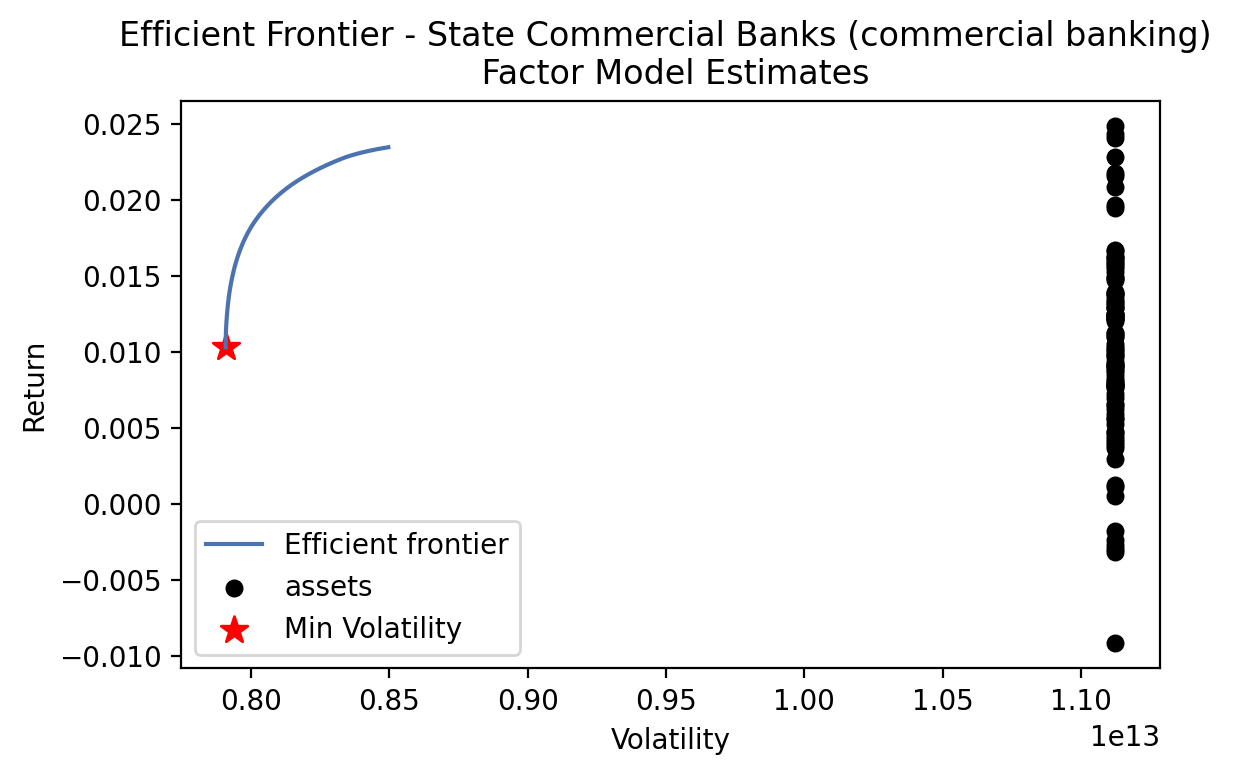 Efficient Frontier - State Commercial Banks (commercial banking)
Factor Model Estimates
0.025
0.020
0.015
0.010
0.005
0.000
−0.005
−0.010
Return
Efficient frontier
assets
Min Volatility
0.80 0.85 0.90 0.95 1.00 1.05 1.10
1e13
Volatility